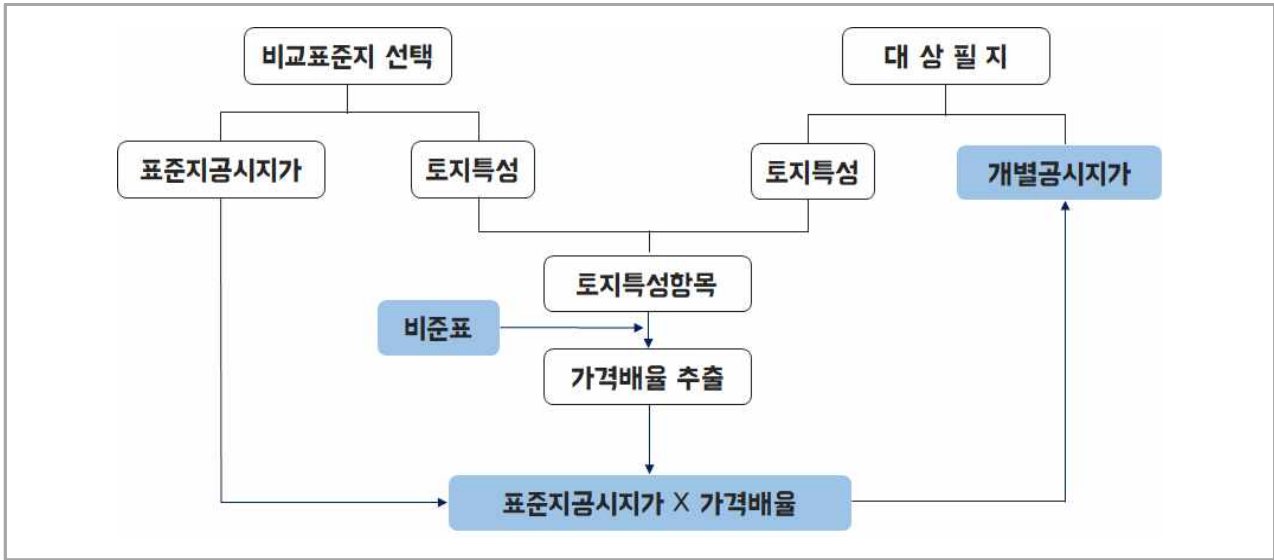 비교표준지 선택
대 상 필 지
표준지공시지가
토지특성
토지특성
개별공시지가
토지특성항목
비준표
가격배율 추출
표준지공시지가 X 가격배율